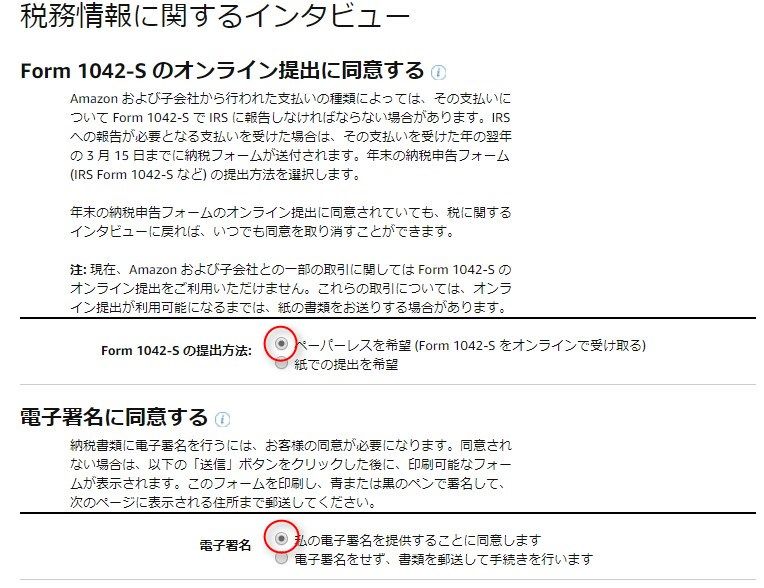 税務情報に関するインタビュー
Form 1042-S のオンライン提出に同意する
Amazon および子会社から行われた支払いの種類によっては、その支払いに
ついて Form 1042-S で IRS に報告しなければならない場合があります。IRS
への報告が必要となる支払いを受けた場合は、その支払いを受けた年の翌年
の 3 月 15 日までに納税フォームが送付されます。年末の納税申告フォーム
(IRS Form 1042-S など) の提出方法を選択します。
年末の納税申告フォームのオンライン提出に同意されていても、税に関する
インタビューに戻れば、いつでも同意を取り消すことができます。
注: 現在、Amazon および子会社との一部の取引に関しては Form 1042-S の
オンライン提出をご利用いただけません。これらの取引については、オンラ
イン提出が利用可能になるまでは、紙の書類をお送りする場合があります。
Form 1042-S の提出方法:
ペーパーレスを希望 (Form 1042-S をオンラインで受け取る)
紙での提出を希望
電子署名に同意する
納税書類に電子署名を行うには、お客様の同意が必要になります。同意され
ない場合は、以下の「送信」ボタンをクリックした後に、印刷可能なフォー
ムが表示されます。このフォームを印刷し、青または黒のペンで署名して、
次のページに表示される住所まで郵送してください。
電子署名
私の電子署名を提供することに同意します
電子署名をせず、書類を郵送して手続きを行います